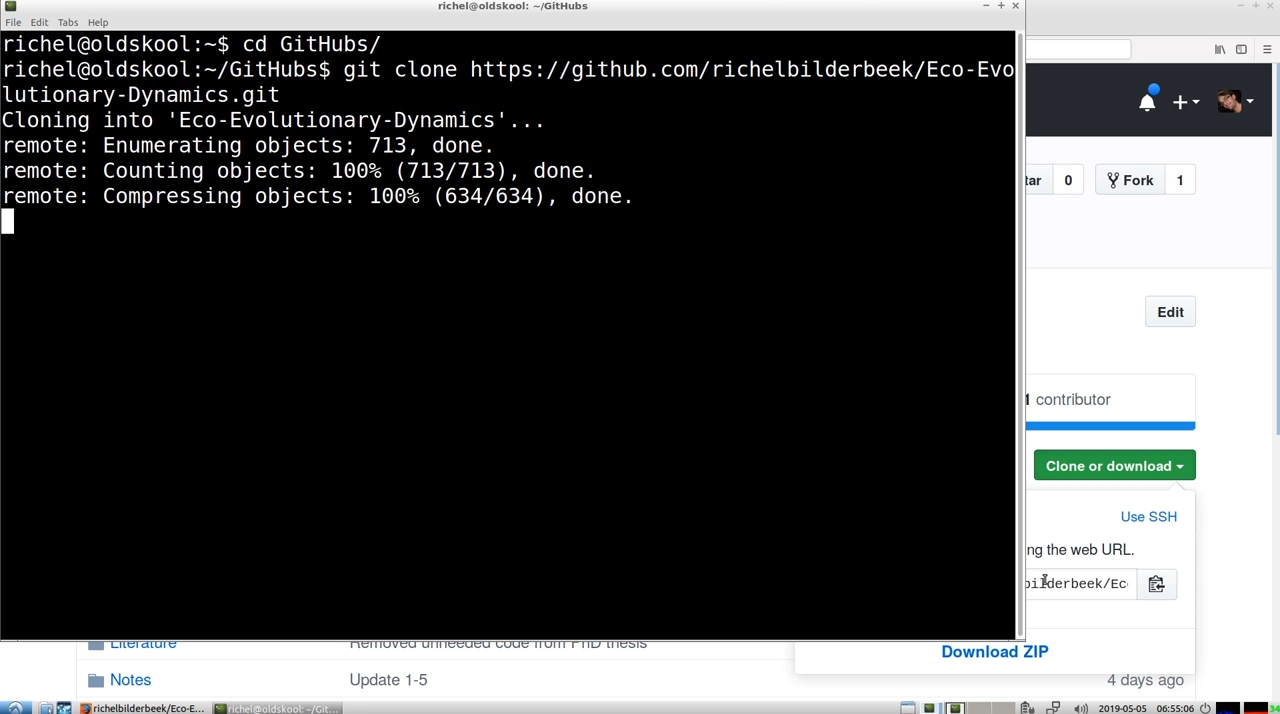 richel@oldskool: ~/GitHubs
File Edit Tabs Help
richel@oldskool:~$ cd GitHubs/
richel@oldskool:~/GitHubs$ git clone https://github.com/richelbilderbeek/Eco-Evo
lutionary-Dynamics.git
Cloning into 'Eco-Evolutionary-Dynamics'...
remote: Enumerating objects: 713, done.
remote: Counting objects: 100% (713/713), done.
remote: Compressing objects: 100% (634/634), done.
tar 0 Fork 1
Edit
1 contributor
Clone or download
Use SSH
ng the web URL.
bilderbeek/Ec
Download ZIP
Literature Removed unneeded code from PhD thesis
Notes Update 1-5 4 days ago
richelbilderbeek/Eco-E... richel@oldskool: ~/Git... 2019-05-05 06:55:06 34